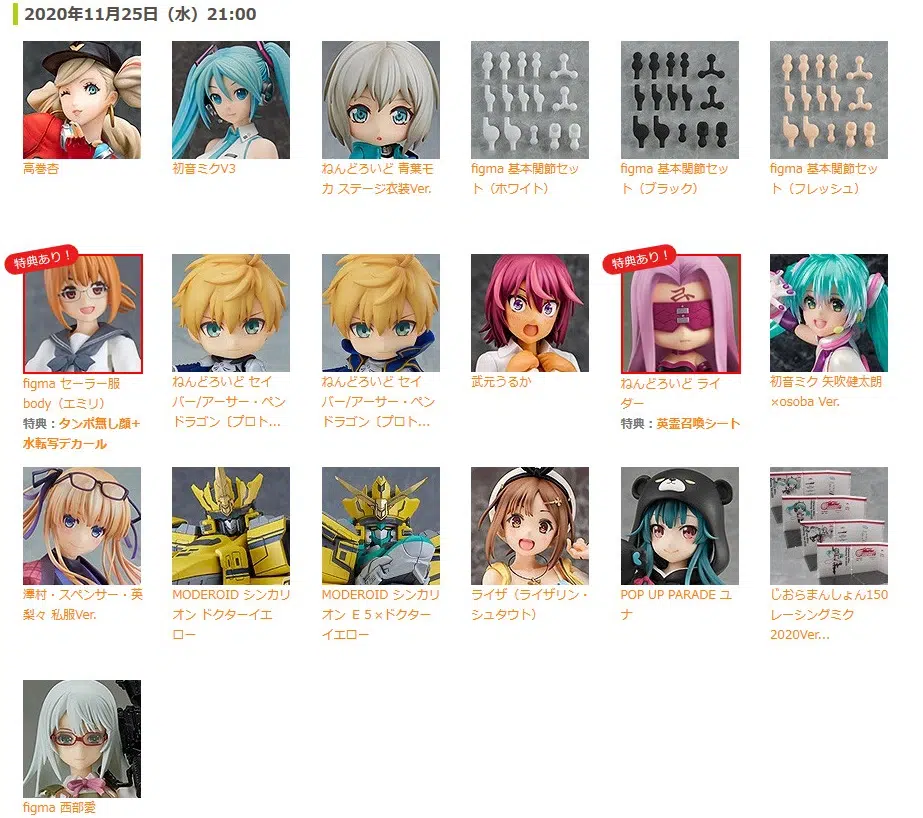 2020年11月25日（水）21:00
高巻杏
初音ミクV3
ねんどろいど 青葉モ
カ ステージ衣装Ver.
figma 基本関節セッ
ト（ホワイト）
figma 基本関節セッ
ト（ブラック）
figma 基本関節セッ
ト（フレッシュ）
特典あり！
figma セーラー服
body（エミリ）
特典：タンポ無し顔+
水転写デカール
ねんどろいど セイ
バー/アーサー・ペン
ドラゴン〔プロト...
ねんどろいど セイ
バー/アーサー・ペン
ドラゴン〔プロト...
武元うるか
特典あり！
ねんどろいど ライ
ダー
特典：英霊召喚シート
初音ミク 矢吹健太朗
×osoba Ver.
澤村・スペンサー・英
梨々 私服Ver.
MODEROID シンカリ
オン ドクターイエ
ロー
MODEROID シンカリ
オン Ｅ５×ドクター
イエロー
ライザ（ライザリン・
シュタウト）
POP UP PARADE ユ
ナ
じおらまんしょん150
レーシングミク
2020Ver...
figma 西部愛